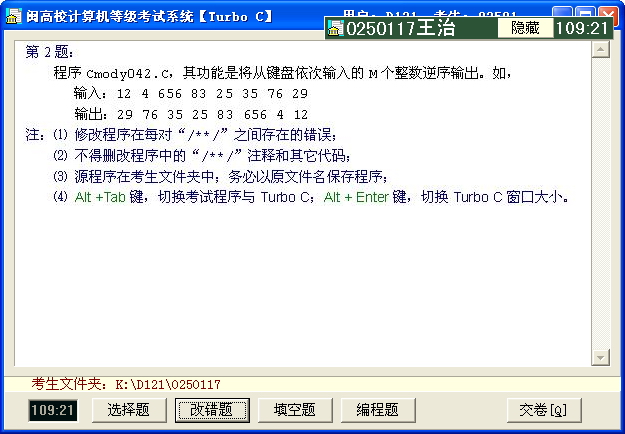 闽高校计算机等级考试系统【Turbo C】
0250117王治 隐藏 109:21
第 2 题:
程序 Cmody042.C，其功能是将从键盘依次输入的 M 个整数逆序输出。如，
输入: 12 4 656 83 25 35 76 29
输出: 29 76 35 25 83 656 4 12
注: ⑴ 修改程序在每对“/**/”之间存在的错误;
⑵ 不得删改程序中的“/**/”注释和其它代码;
⑶ 源程序在考生文件夹中; 务必以原文件名保存程序;
⑷ Alt +Tab 键，切换考试程序与 Turbo C; Alt + Enter 键，切换 Turbo C 窗口大小。
考生文件夹: K:\D121\0250117
109:21 选择题 改错题 填空题 编程题 交卷[Q]